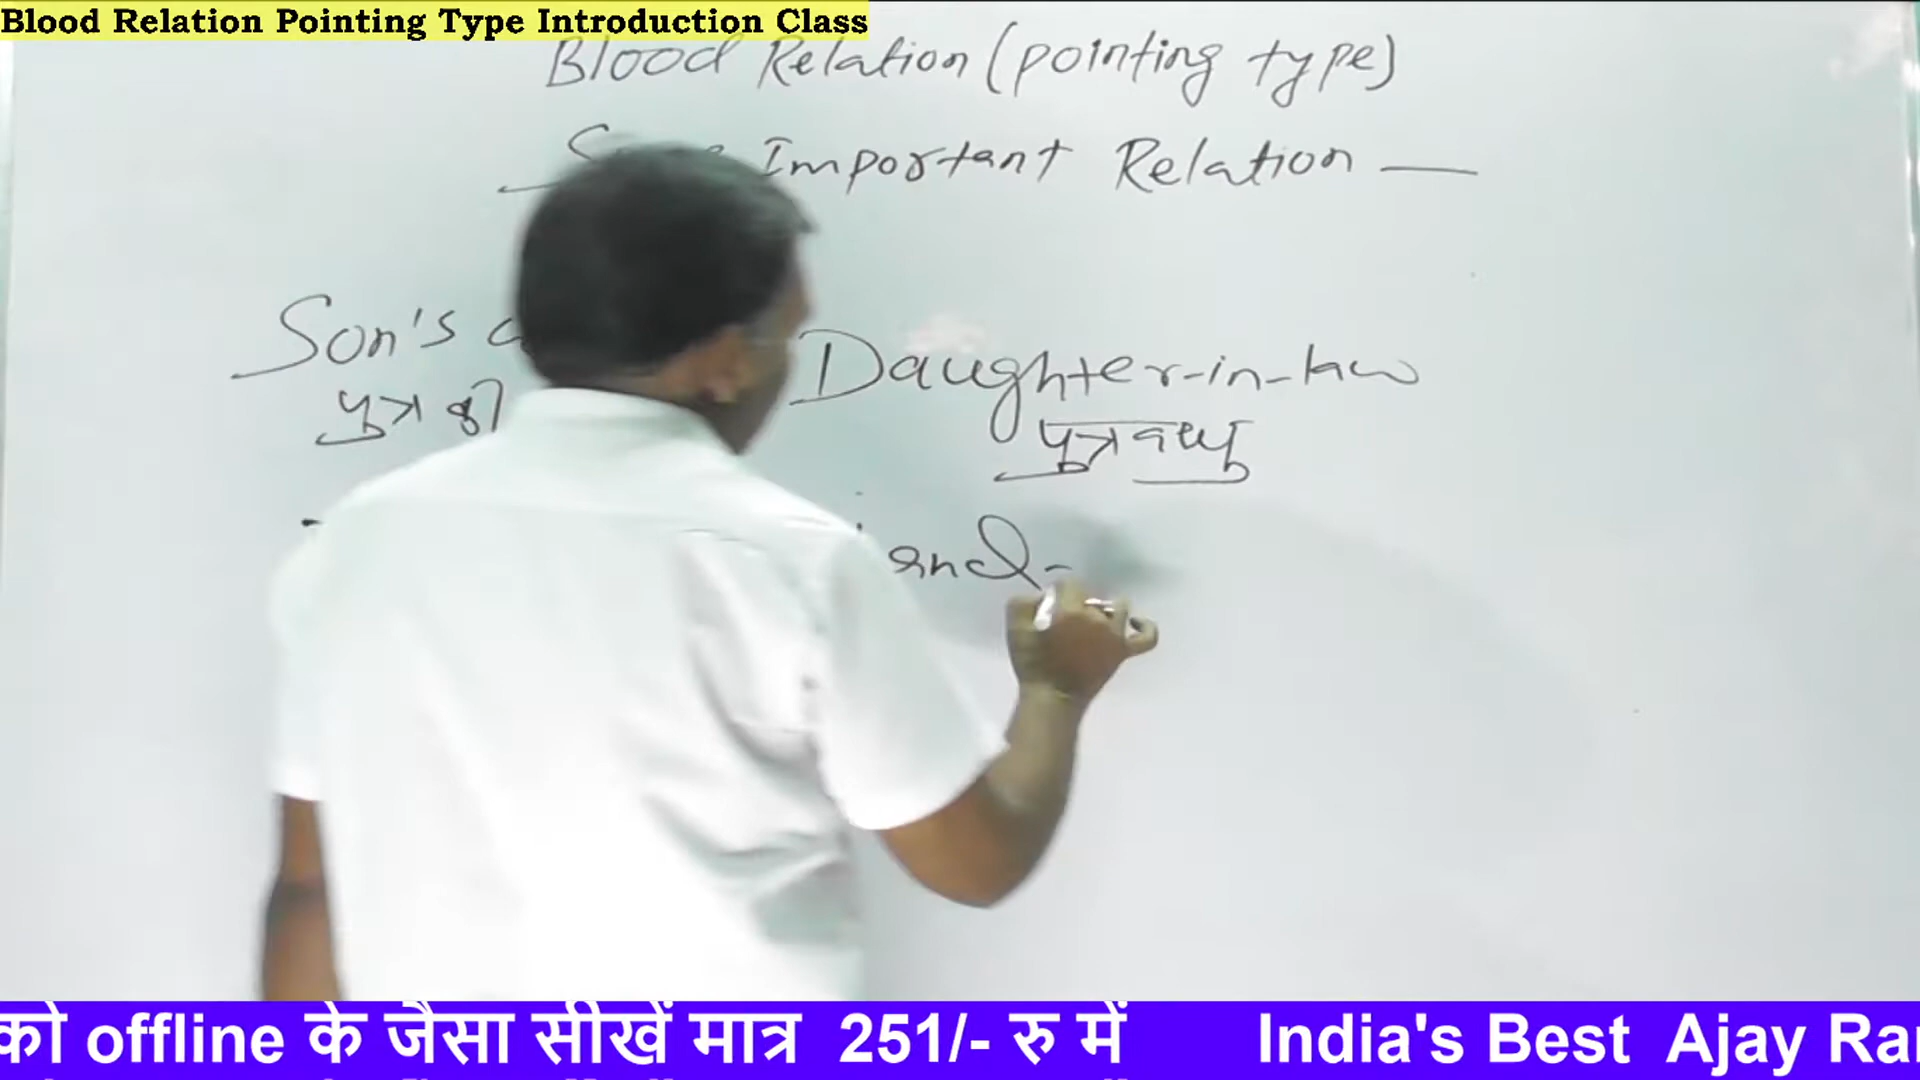 Blood Relation Pointing Type Introduction Class
Blood Relation (pointing type)
Important Relation —
Son's Daughter-in-law
पुत्र की पुत्रवधु
को offline के जैसा सीखें मात्र 251/- रु में India's Best Ajay